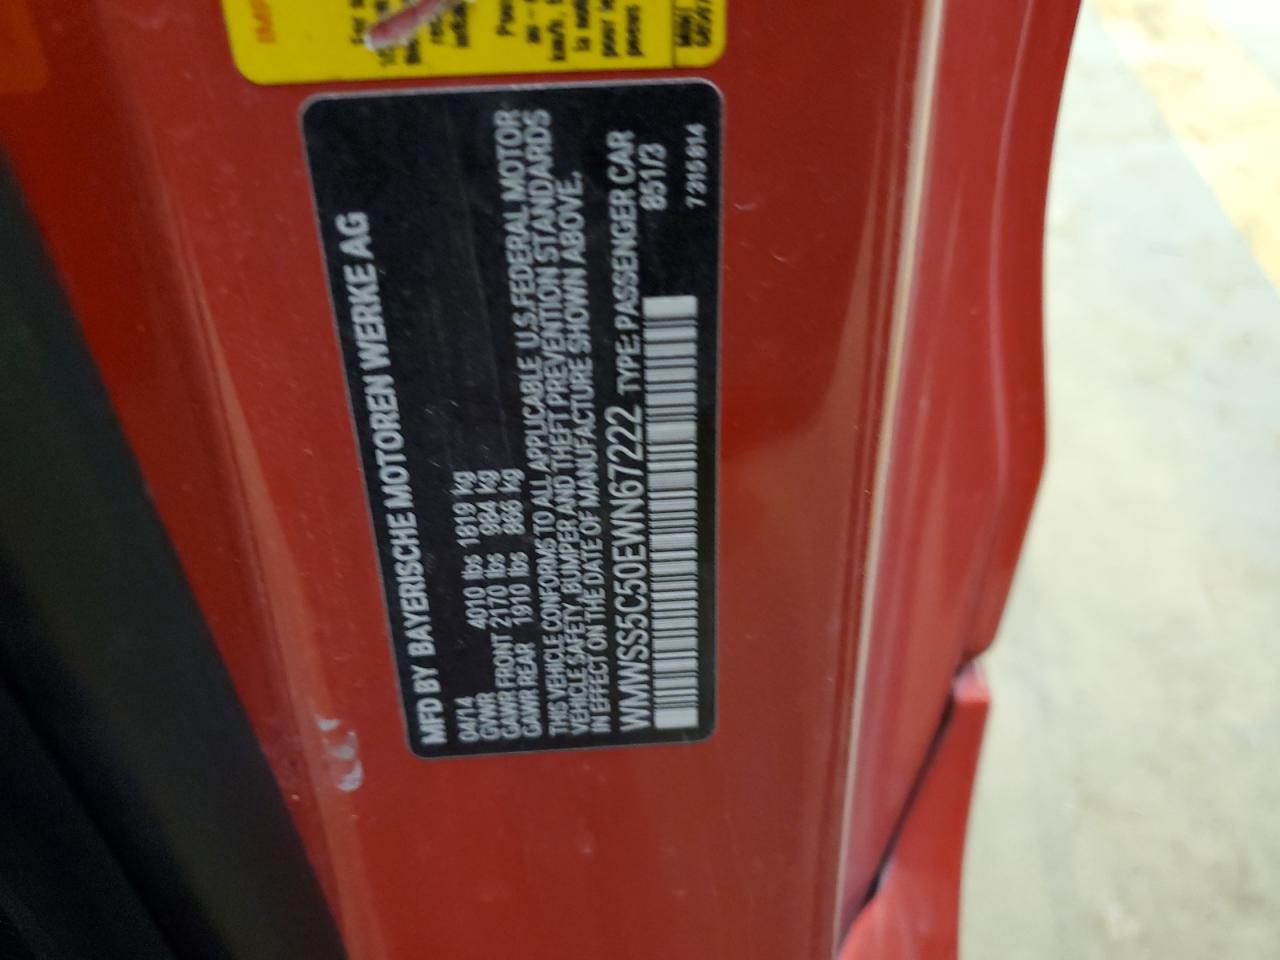 MFD BY BAYERISCHE MOTOREN WERKE AG
04/14
GVWR 4010 lbs 1819 kg
GAWR FRONT 2170 lbs 984 kg
GAWR REAR 1910 lbs 866 kg
THIS VEHICLE CONFORMS TO ALL APPLICABLE U.S.FEDERAL MOTOR
VEHICLE SAFETY, BUMPER AND THEFT PREVENTION STANDARDS
IN EFFECT ON THE DATE OF MANUFACTURE SHOWN ABOVE.
WMWSS5C50EWN67222 TYPE: PASSENGER CAR
851/3
7 315 814